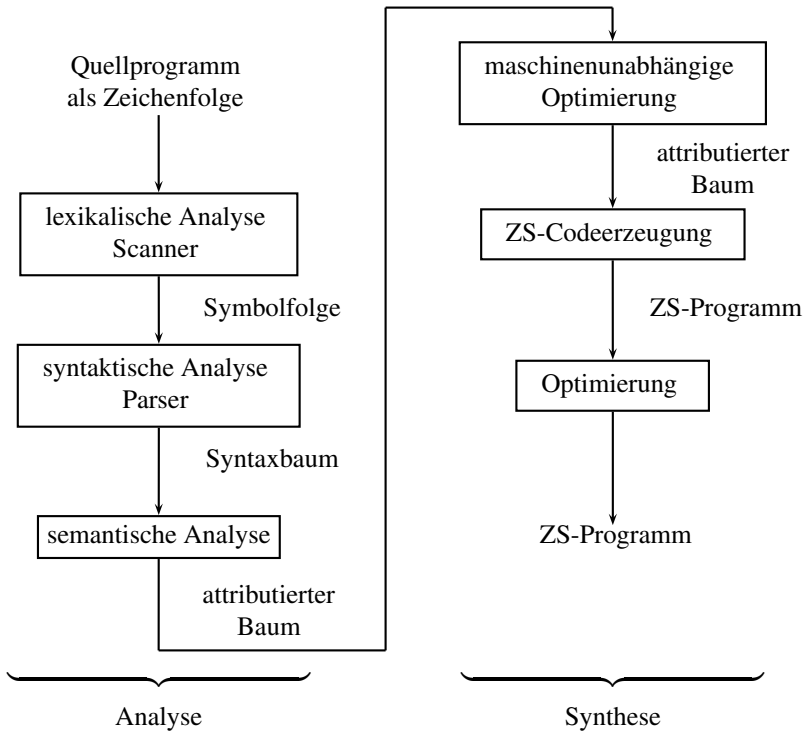 Quellprogramm
als Zeichenfolge
lexikalische Analyse
Scanner
Symbolfolge
syntaktische Analyse
Parser
Syntaxbaum
semantische Analyse
attributierter
Baum
Analyse
maschinenunabhängige
Optimierung
attributierter
Baum
ZS-Codeerzeugung
ZS-Programm
Optimierung
ZS-Programm
Synthese